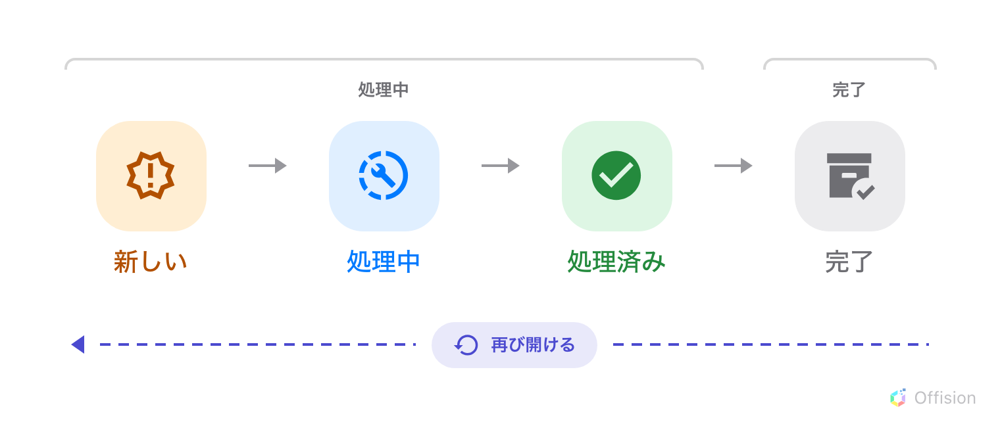 処理中
完了
新しい
処理中
処理済み
完了
再び開ける
Offision